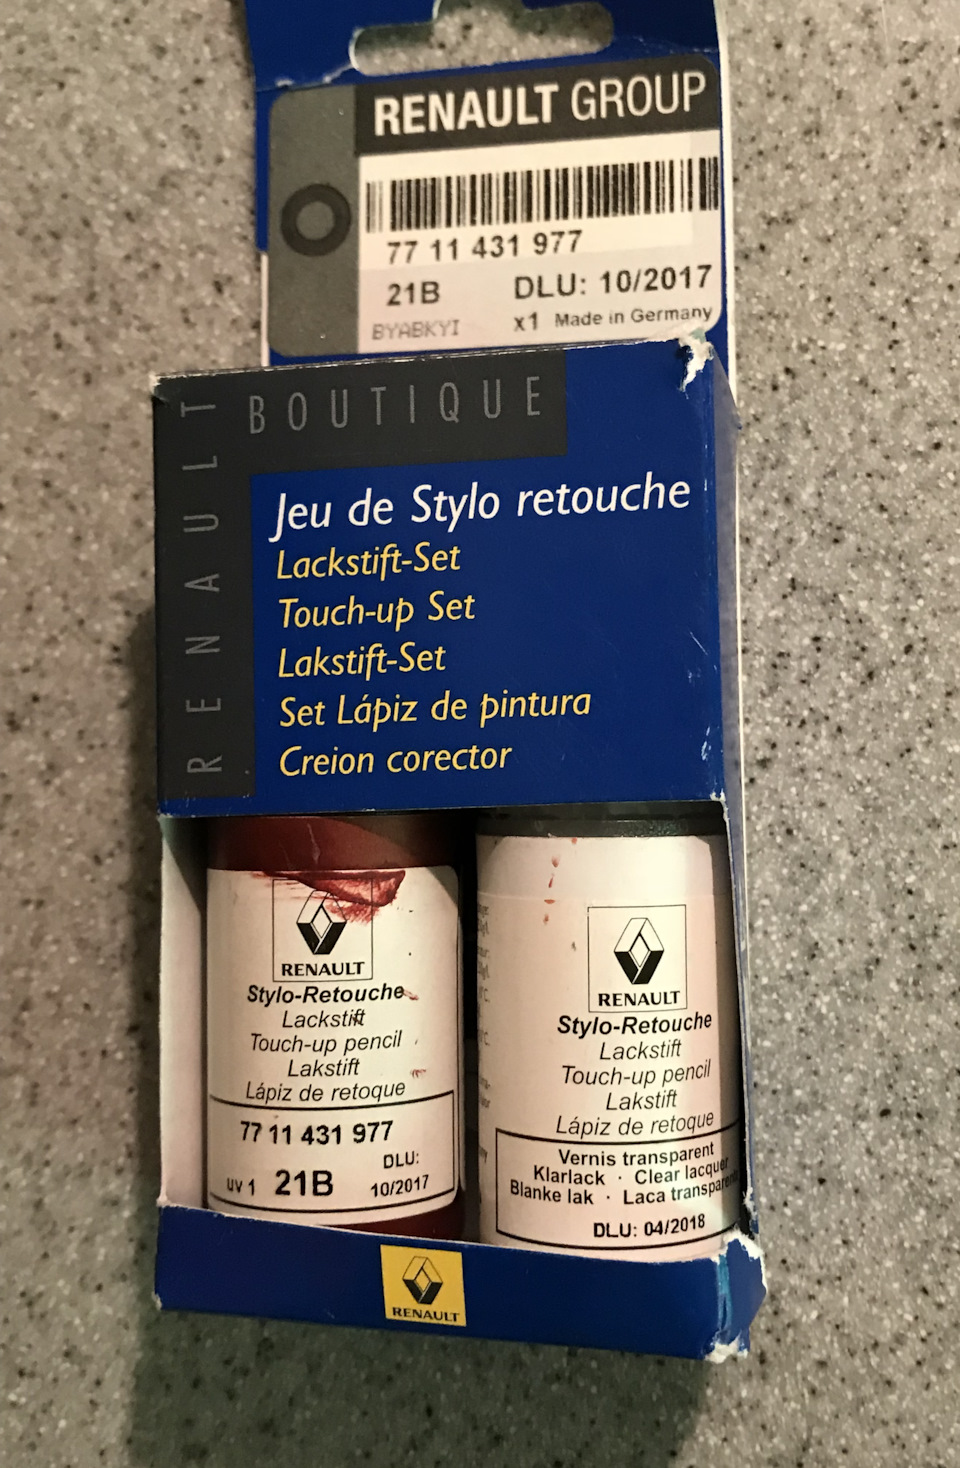 RENAULT GROUP
77 11 431 977
21B DLU: 10/2017
BYABKYI x1 Made in Germany
RENAULT
BOUTIQUE
Jeu de Stylo retouche
Lackstift-Set
Touch-up Set
Lakstift-Set
Set Lápiz de pintura
Creion corector
RENAULT
Stylo-Retouche
Lackstift
Touch-up pencil
Lakstift
Lápiz de retoque
77 11 431 977
DLU:
uv 1 21B 10/2017
RENAULT
Stylo-Retouche
Lackstift
Touch-up pencil
Lakstift
Lápiz de retoque
Vernis transparent
Klarlack · Clear lacquer
Blanke lak · Laca transparente
DLU: 04/2018
RENAULT